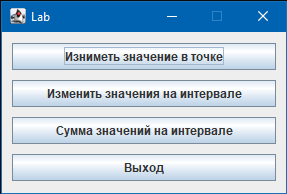 Lab
Изниметь значение в точке
Изменить значения на интервале
Сумма значений на интервале
Выход